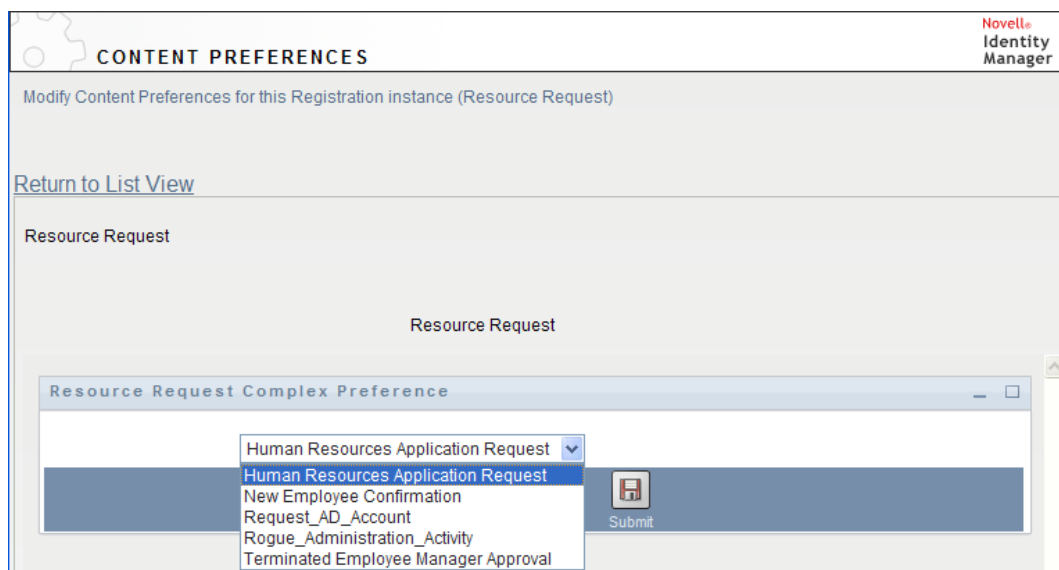 Novell®
Identity
Manager
CONTENT PREFERENCES
Modify Content Preferences for this Registration instance (Resource Request)
Return to List View
Resource Request
Resource Request
Resource Request Complex Preference
Human Resources Application Request
Human Resources Application Request
New Employee Confirmation
Request_AD_Account
Rogue_Administration_Activity
Terminated Employee Manager Approval
Submit